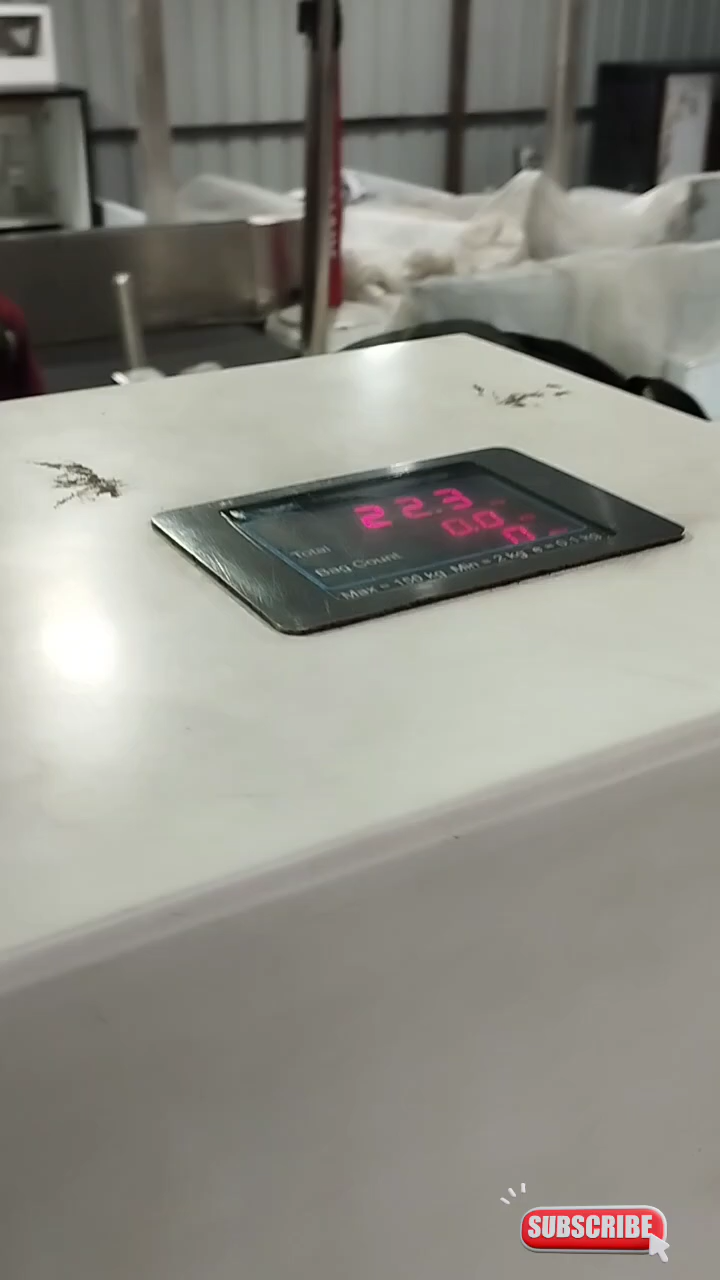 22.3
Total 0.0
Bag Count
Max = 150 kg Min = 2 kg e = 0.1 kg
SUBSCRIBE